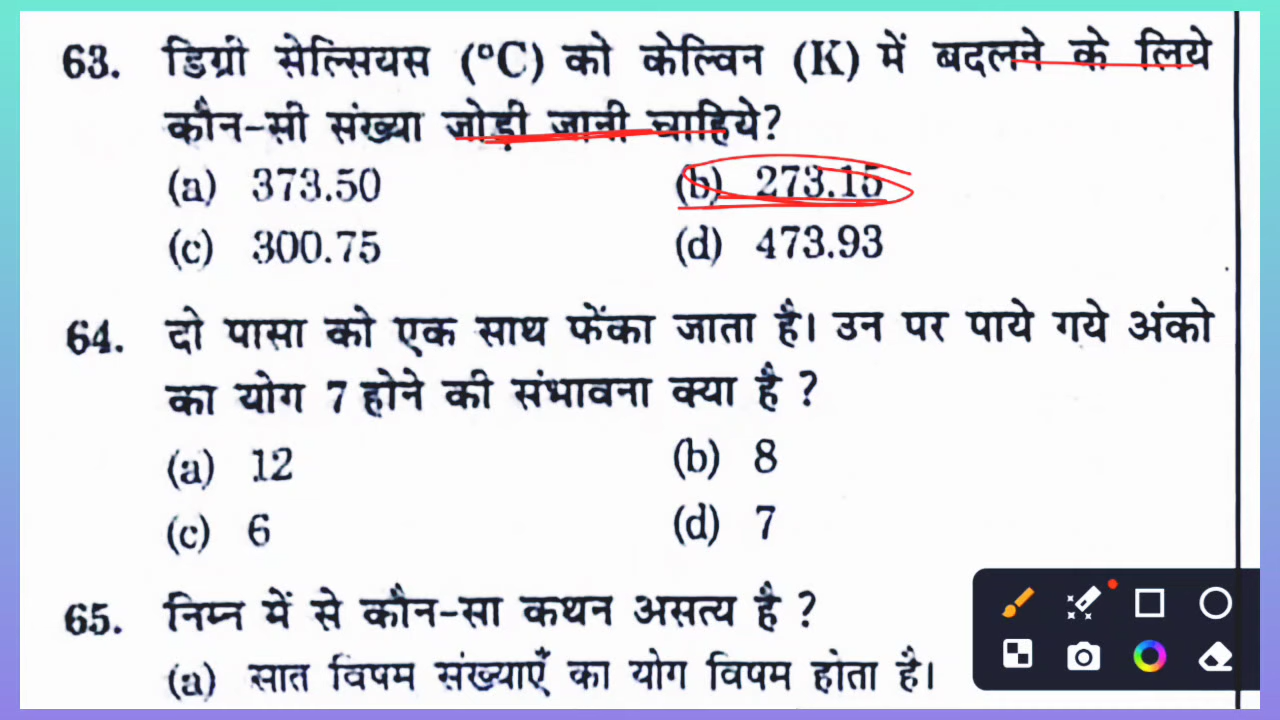 63. डिग्री सेल्सियस (°C) को केल्विन (K) में बदलने के लिये
कौन-सी संख्या जोड़ी जानी चाहिये?
(a) 373.50 (b) 273.15
(c) 300.75 (d) 473.93
64. दो पासा को एक साथ फेंका जाता है। उन पर पाये गये अंको
का योग 7 होने की संभावना क्या है ?
(a) 12 (b) 8
(c) 6 (d) 7
65. निम्न में से कौन-सा कथन असत्य है ?
(a) सात विषम संख्याएँ का योग विषम होता है।